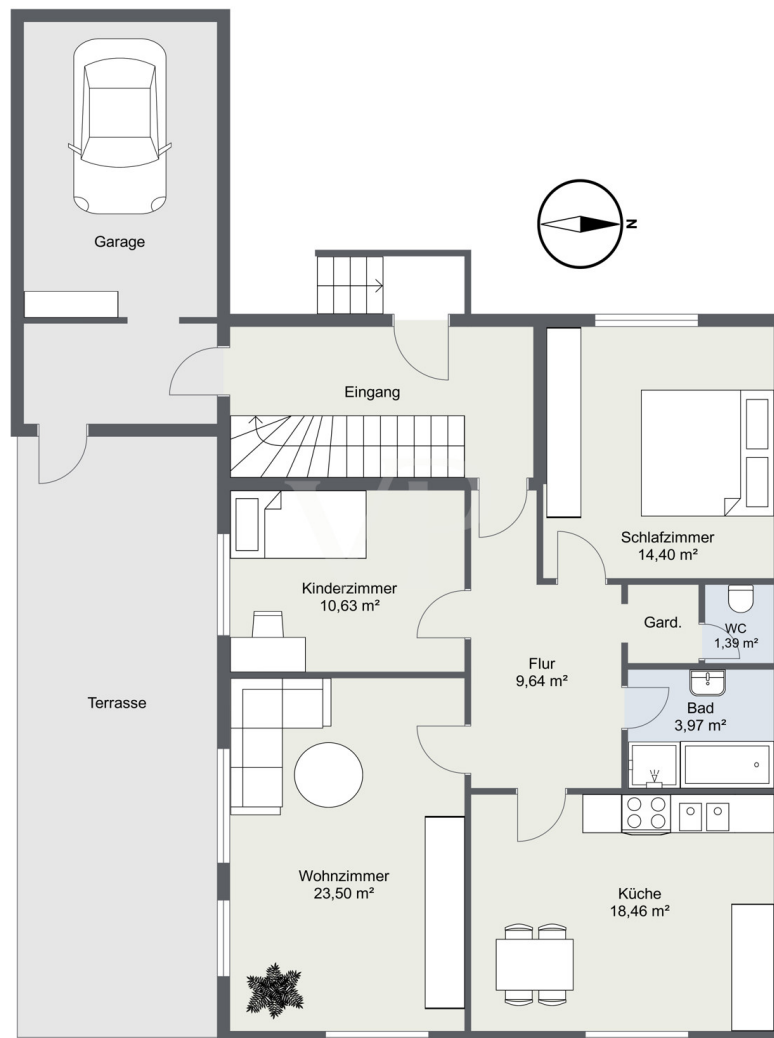 Garage
N
Eingang
Schlafzimmer
14,40 m²
Kinderzimmer
10,63 m²
Gard.
WC
1,39 m²
Flur
9,64 m²
Terrasse
Bad
3,97 m²
Wohnzimmer
23,50 m²
Küche
18,46 m²
VP